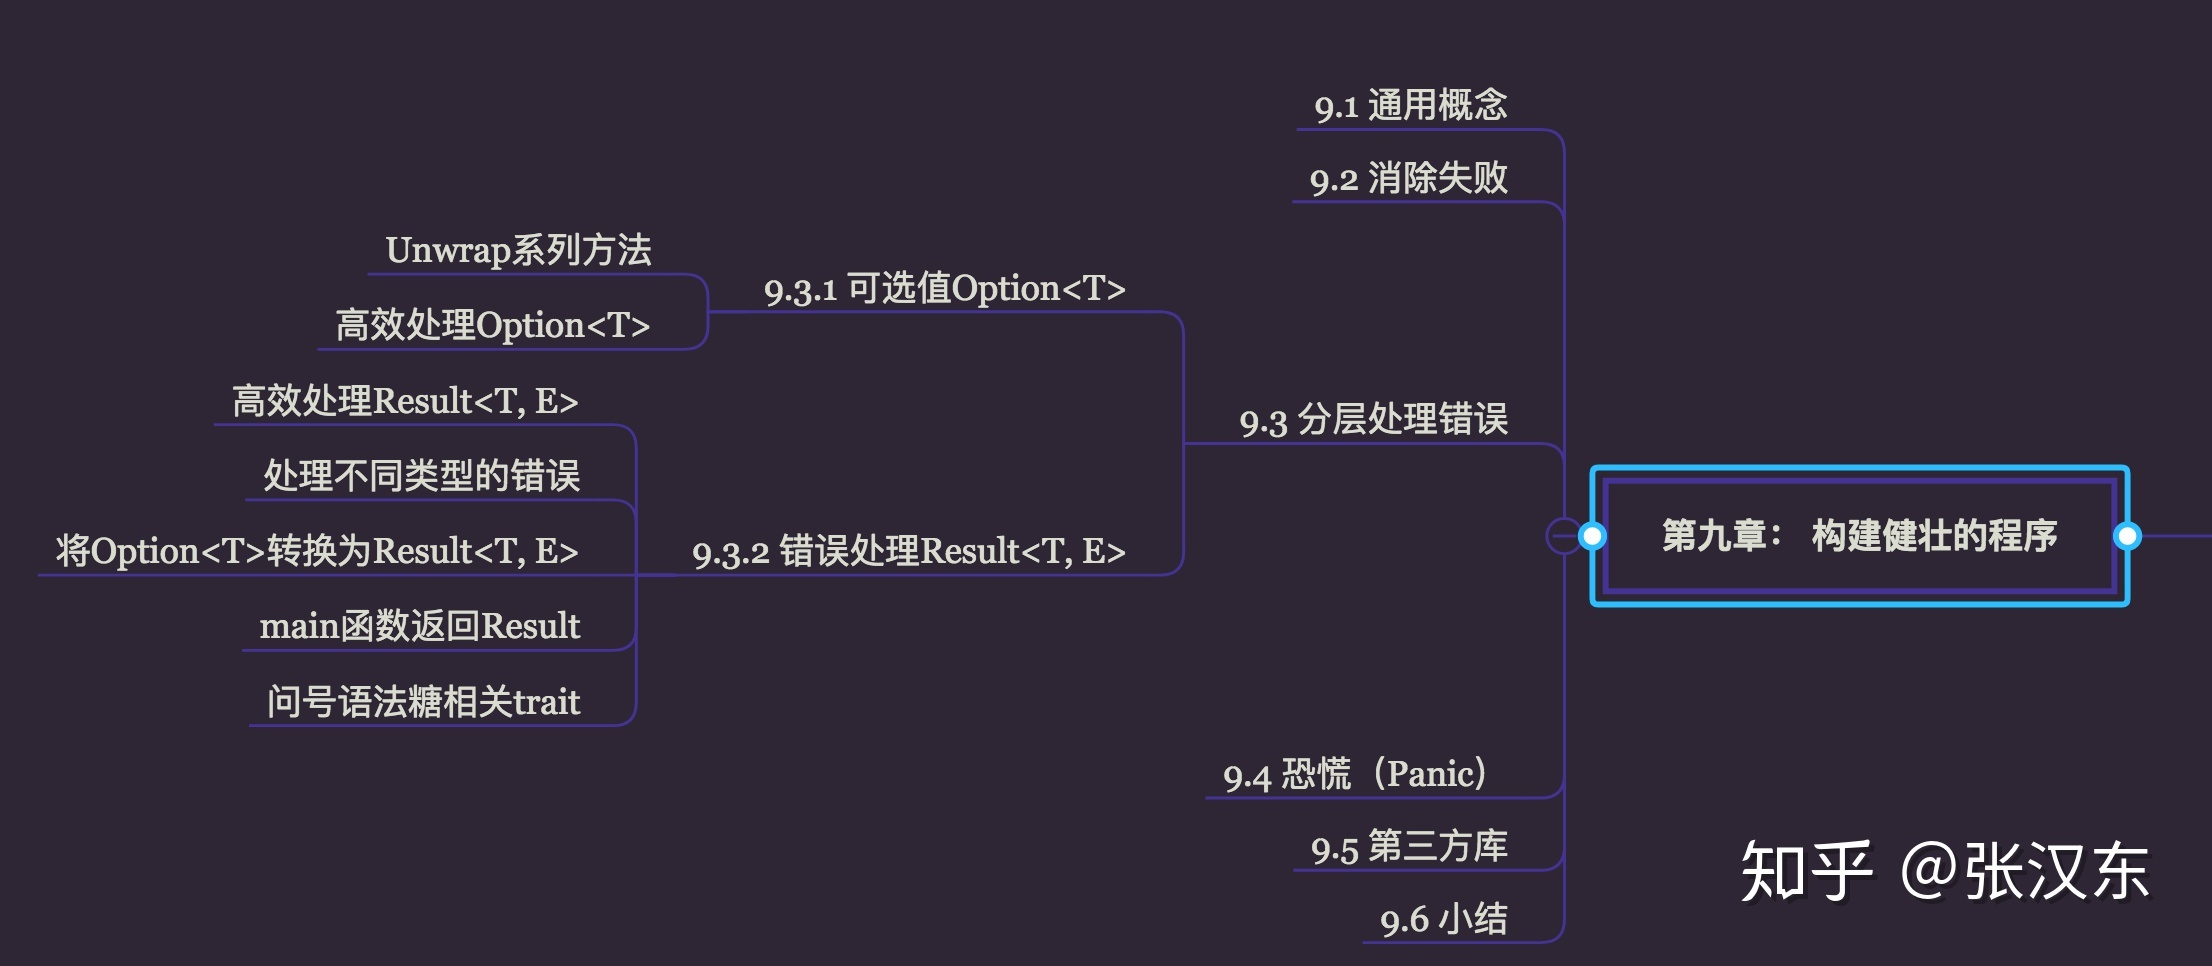 第九章： 构建健壮的程序
9.1 通用概念
9.2 消除失败
9.3 分层处理错误
9.3.1 可选值Option<T>
Unwrap系列方法
高效处理Option<T>
9.3.2 错误处理Result<T, E>
高效处理Result<T, E>
处理不同类型的错误
将Option<T>转换为Result<T, E>
main函数返回Result
问号语法糖相关trait
9.4 恐慌（Panic）
9.5 第三方库
9.6 小结
知乎 @张汉东